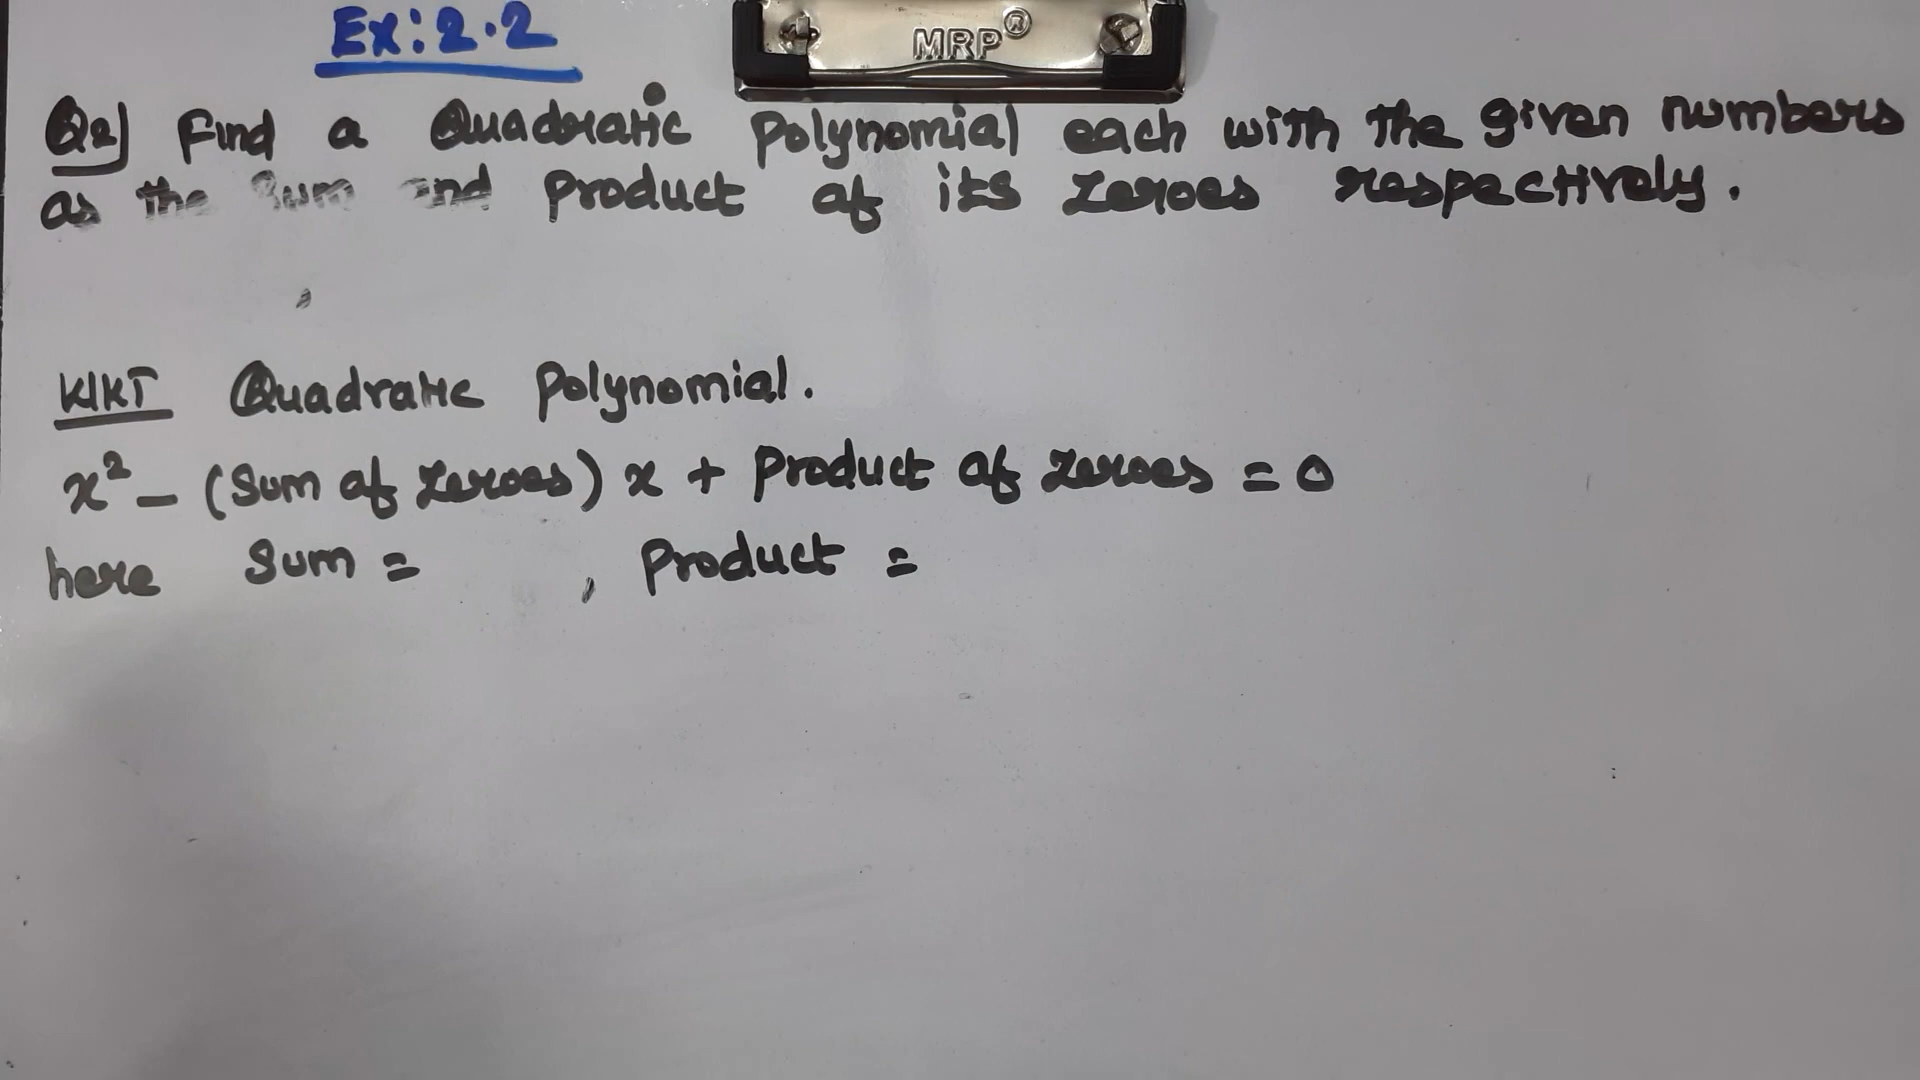 Ex:2.2
MRP®
Q2) Find a Quadratic Polynomial each with the given numbers
as the Sum and Product of its zeroes respectively.
WKT Quadratic Polynomial.
x² - (Sum of zeroes) x + Product of zeroes = 0
here Sum = , Product =